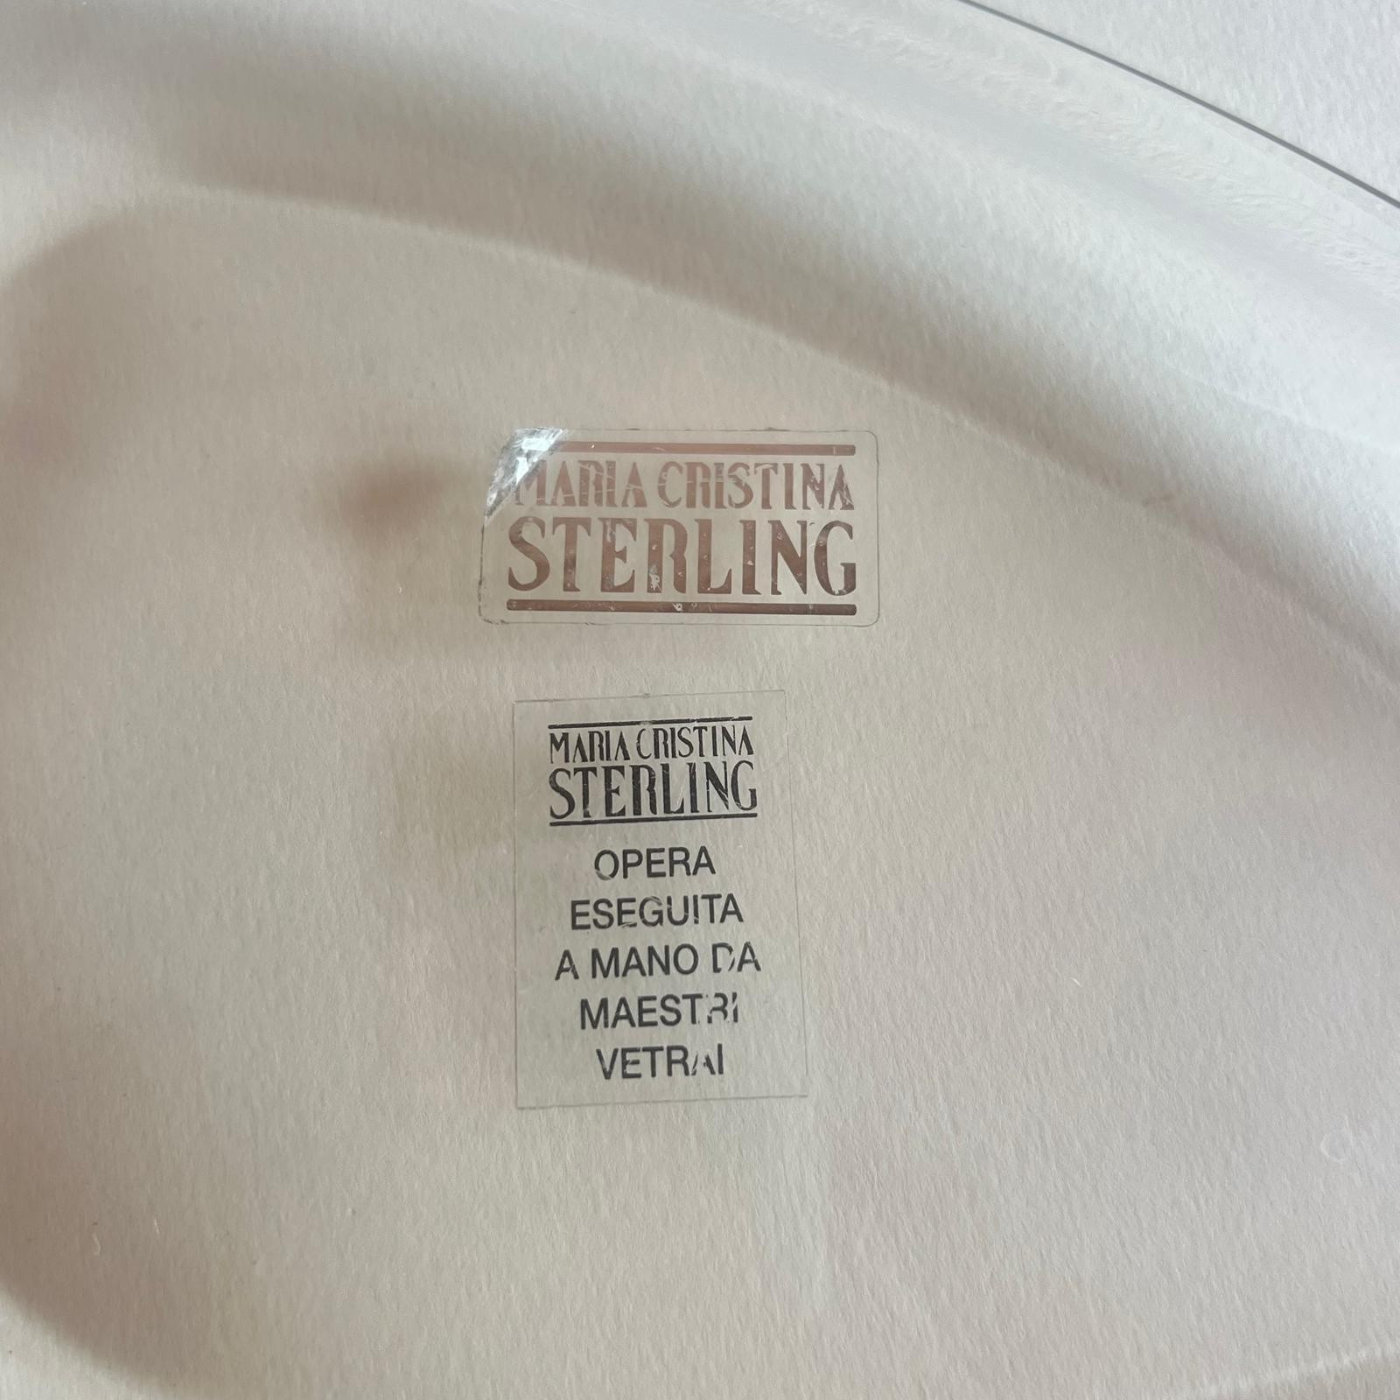 MARIA CRISTINA
STERLING
MARIA CRISTINA
STERLING
OPERA
ESEGUITA
A MANO DA
MAESTRI
VETRAI